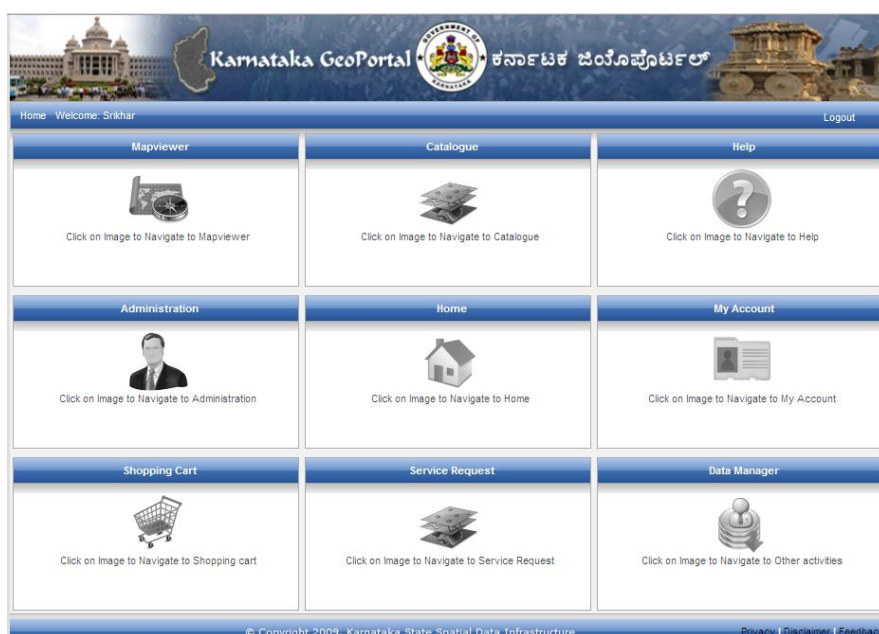 Karnataka GeoPortal ಕರ್ನಾಟಕ ಜಿಯೊಪೊರ್ಟಲ್
GOVERNMENT OF
KARNATAKA
Home Welcome: Srikhar Logout
Mapviewer Catalogue Help
Click on Image to Navigate to Mapviewer Click on Image to Navigate to Catalogue Click on Image to Navigate to Help
Administration Home My Account
Click on Image to Navigate to Administration Click on Image to Navigate to Home Click on Image to Navigate to My Account
Shopping Cart Service Request Data Manager
Click on Image to Navigate to Shopping cart Click on Image to Navigate to Service Request Click on Image to Navigate to Other activities
© Copyright 2009, Karnataka State Spatial Data Infrastructure Privacy | Disclaimer | Feedbac